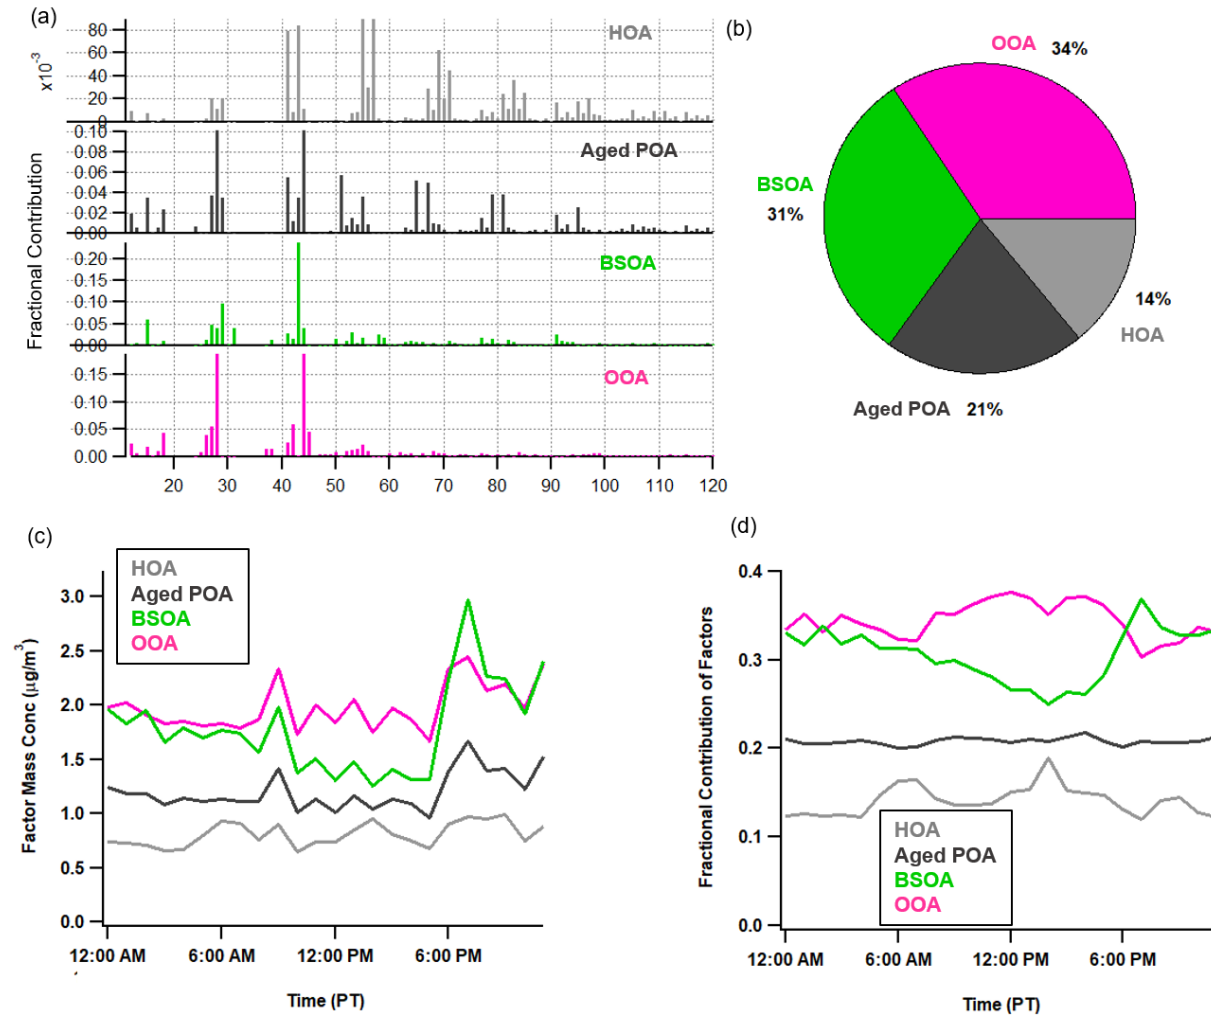 (a)
HOA
80
60
40
20
0
x10⁻³
Aged POA
0.10
0.08
0.06
0.04
0.02
0.00
Fractional Contribution
BSOA
0.20
0.15
0.10
0.05
0.00
OOA
0.15
0.10
0.05
0.00
20 30 40 50 60 70 80 90 100 110 120
(b)
OOA 34%
BSOA
31%
14%
HOA
Aged POA 21%
(c)
HOA
Aged POA
BSOA
OOA
3.0
2.5
2.0
1.5
1.0
0.5
0.0
Factor Mass Conc (µg/m³)
12:00 AM 6:00 AM 12:00 PM 6:00 PM
Time (PT)
(d)
0.4
0.3
0.2
0.1
0.0
Fractional Contribution of Factors
HOA
Aged POA
BSOA
OOA
12:00 AM 6:00 AM 12:00 PM 6:00 PM
Time (PT)